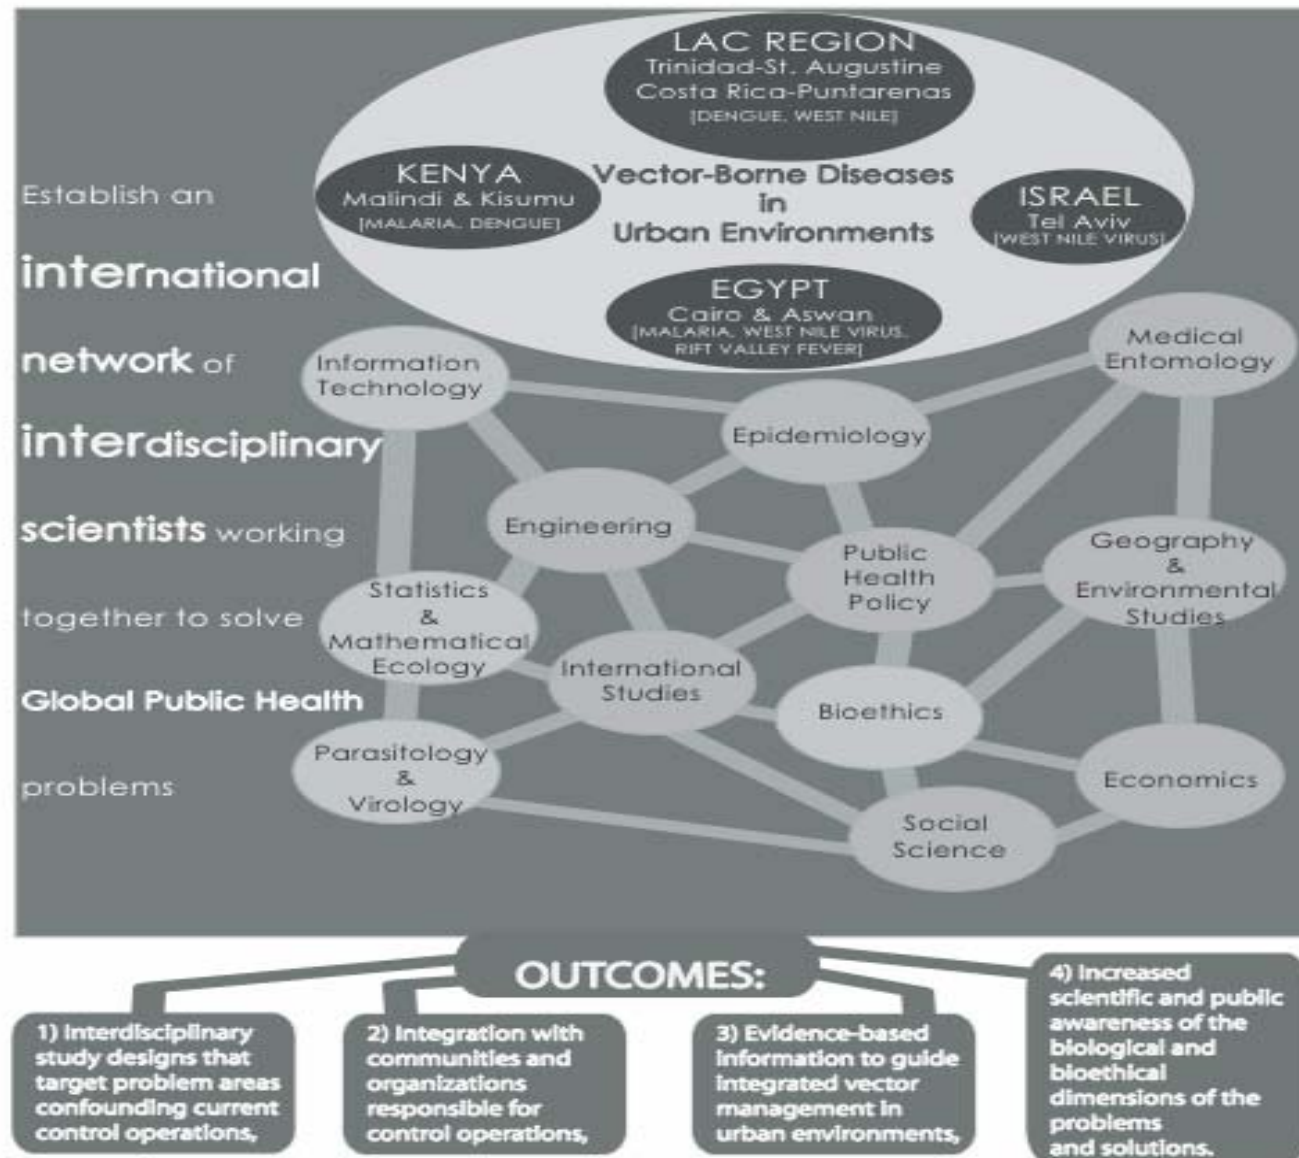 LAC REGION
Trinidad-St. Augustine
Costa Rica-Puntarenas
[DENGUE, WEST NILE]
KENYA
Malindi & Kisumu
[MALARIA, DENGUE]
Vector-Borne Diseases
in
Urban Environments
ISRAEL
Tel Aviv
[WEST NILE VIRUS]
EGYPT
Cairo & Aswan
[MALARIA, WEST NILE VIRUS,
RIFT VALLEY FEVER]
Establish an
international
network of
interdisciplinary
scientists working
together to solve
Global Public Health
problems
Information
Technology
Medical
Entomology
Epidemiology
Engineering
Public
Health
Policy
Geography
&
Environmental
Studies
Statistics
&
Mathematical
Ecology
International
Studies
Bioethics
Parasitology
&
Virology
Economics
Social
Science
OUTCOMES:
1) Interdisciplinary
study designs that
target problem areas
confounding current
control operations,
2) Integration with
communities and
organizations
responsible for
control operations,
3) Evidence-based
information to guide
integrated vector
management in
urban environments,
4) Increased
scientific and public
awareness of the
biological and
bioethical
dimensions of the
problems
and solutions.